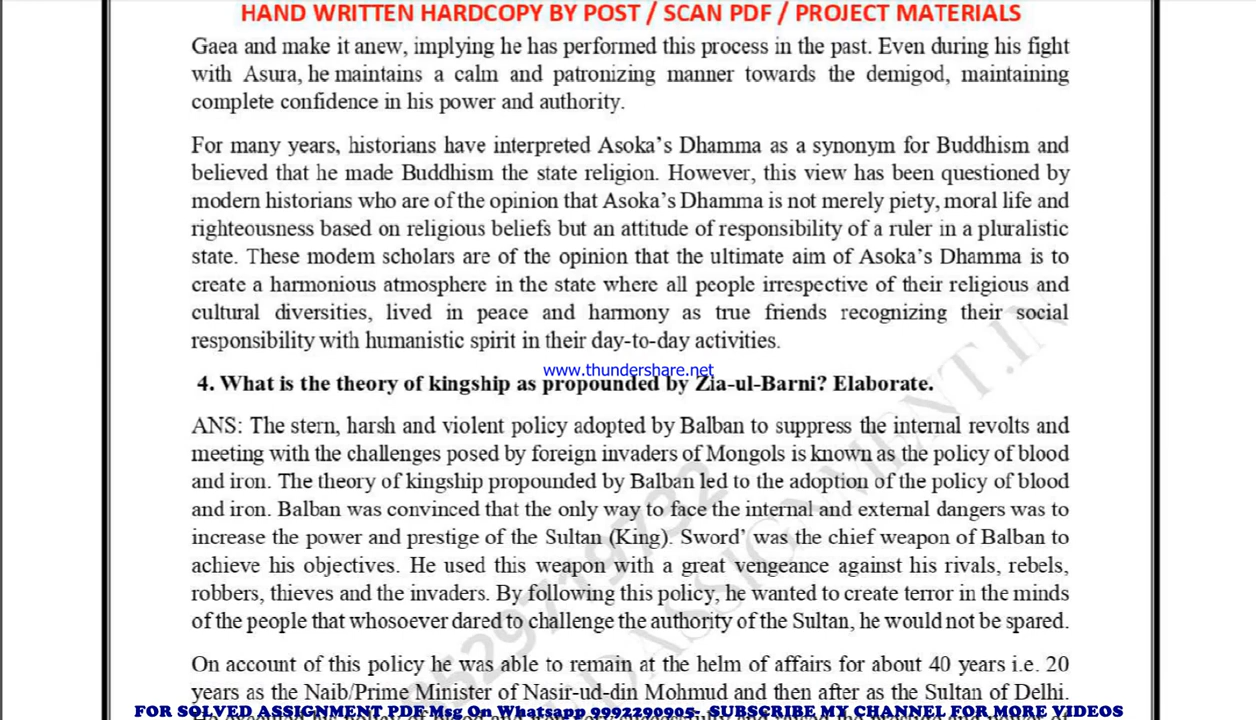 HAND WRITTEN HARDCOPY BY POST / SCAN PDF / PROJECT MATERIALS
Gaea and make it anew, implying he has performed this process in the past. Even during his fight
with Asura, he maintains a calm and patronizing manner towards the demigod, maintaining
complete confidence in his power and authority.
For many years, historians have interpreted Asoka's Dhamma as a synonym for Buddhism and
believed that he made Buddhism the state religion. However, this view has been questioned by
modern historians who are of the opinion that Asoka's Dhamma is not merely piety, moral life and
righteousness based on religious beliefs but an attitude of responsibility of a ruler in a pluralistic
state. These modem scholars are of the opinion that the ultimate aim of Asoka's Dhamma is to
create a harmonious atmosphere in the state where all people irrespective of their religious and
cultural diversities, lived in peace and harmony as true friends recognizing their social
responsibility with humanistic spirit in their day-to-day activities.
www.thundershare.net
4. What is the theory of kingship as propounded by Zia-ul-Barni? Elaborate.
ANS: The stern, harsh and violent policy adopted by Balban to suppress the internal revolts and
meeting with the challenges posed by foreign invaders of Mongols is known as the policy of blood
and iron. The theory of kingship propounded by Balban led to the adoption of the policy of blood
and iron. Balban was convinced that the only way to face the internal and external dangers was to
increase the power and prestige of the Sultan (King). Sword' was the chief weapon of Balban to
achieve his objectives. He used this weapon with a great vengeance against his rivals, rebels,
robbers, thieves and the invaders. By following this policy, he wanted to create terror in the minds
of the people that whosoever dared to challenge the authority of the Sultan, he would not be spared.
On account of this policy he was able to remain at the helm of affairs for about 40 years i.e. 20
years as the Naib/Prime Minister of Nasir-ud-din Mohmud and then after as the Sultan of Delhi.
FOR SOLVED ASSIGNMENT PDF Msg On Whatsapp 9992290905- SUBSCRIBE MY CHANNEL FOR MORE VIDEOS